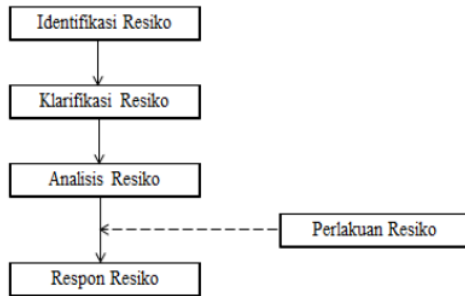 Identifikasi Resiko
Klarifikasi Resiko
Analisis Resiko
Perlakuan Resiko
Respon Resiko